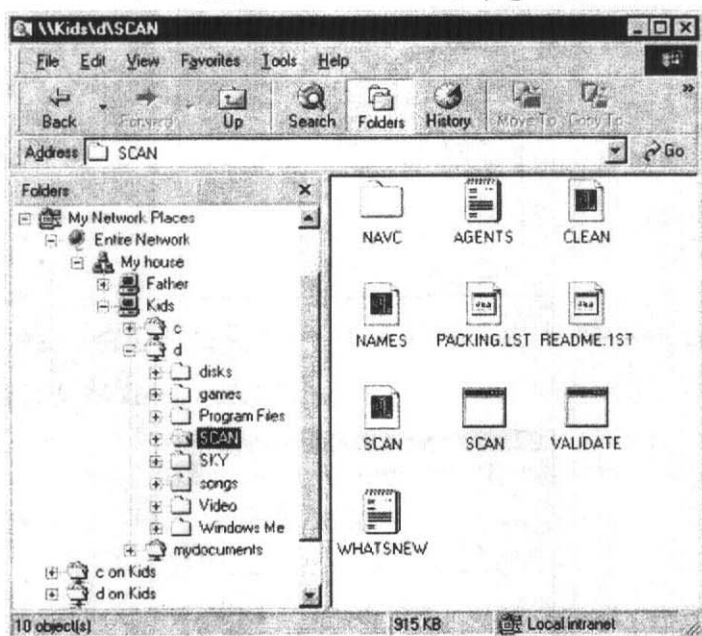 \\Kids\d\SCAN
File Edit View Favorites Tools Help
Back Forward Up Search Folders History Move To Copy To »
Address SCAN Go
Folders
My Network Places
Entire Network
My house
Father
Kids
c
d
disks
games
Program Files
SCAN
SKY
songs
Video
Windows Me
mydocuments
c on Kids
d on Kids
NAVC AGENTS CLEAN
NAMES PACKING.LST README.1ST
SCAN SCAN VALIDATE
WHATSNEW
10 object(s) 915 KB Local intranet